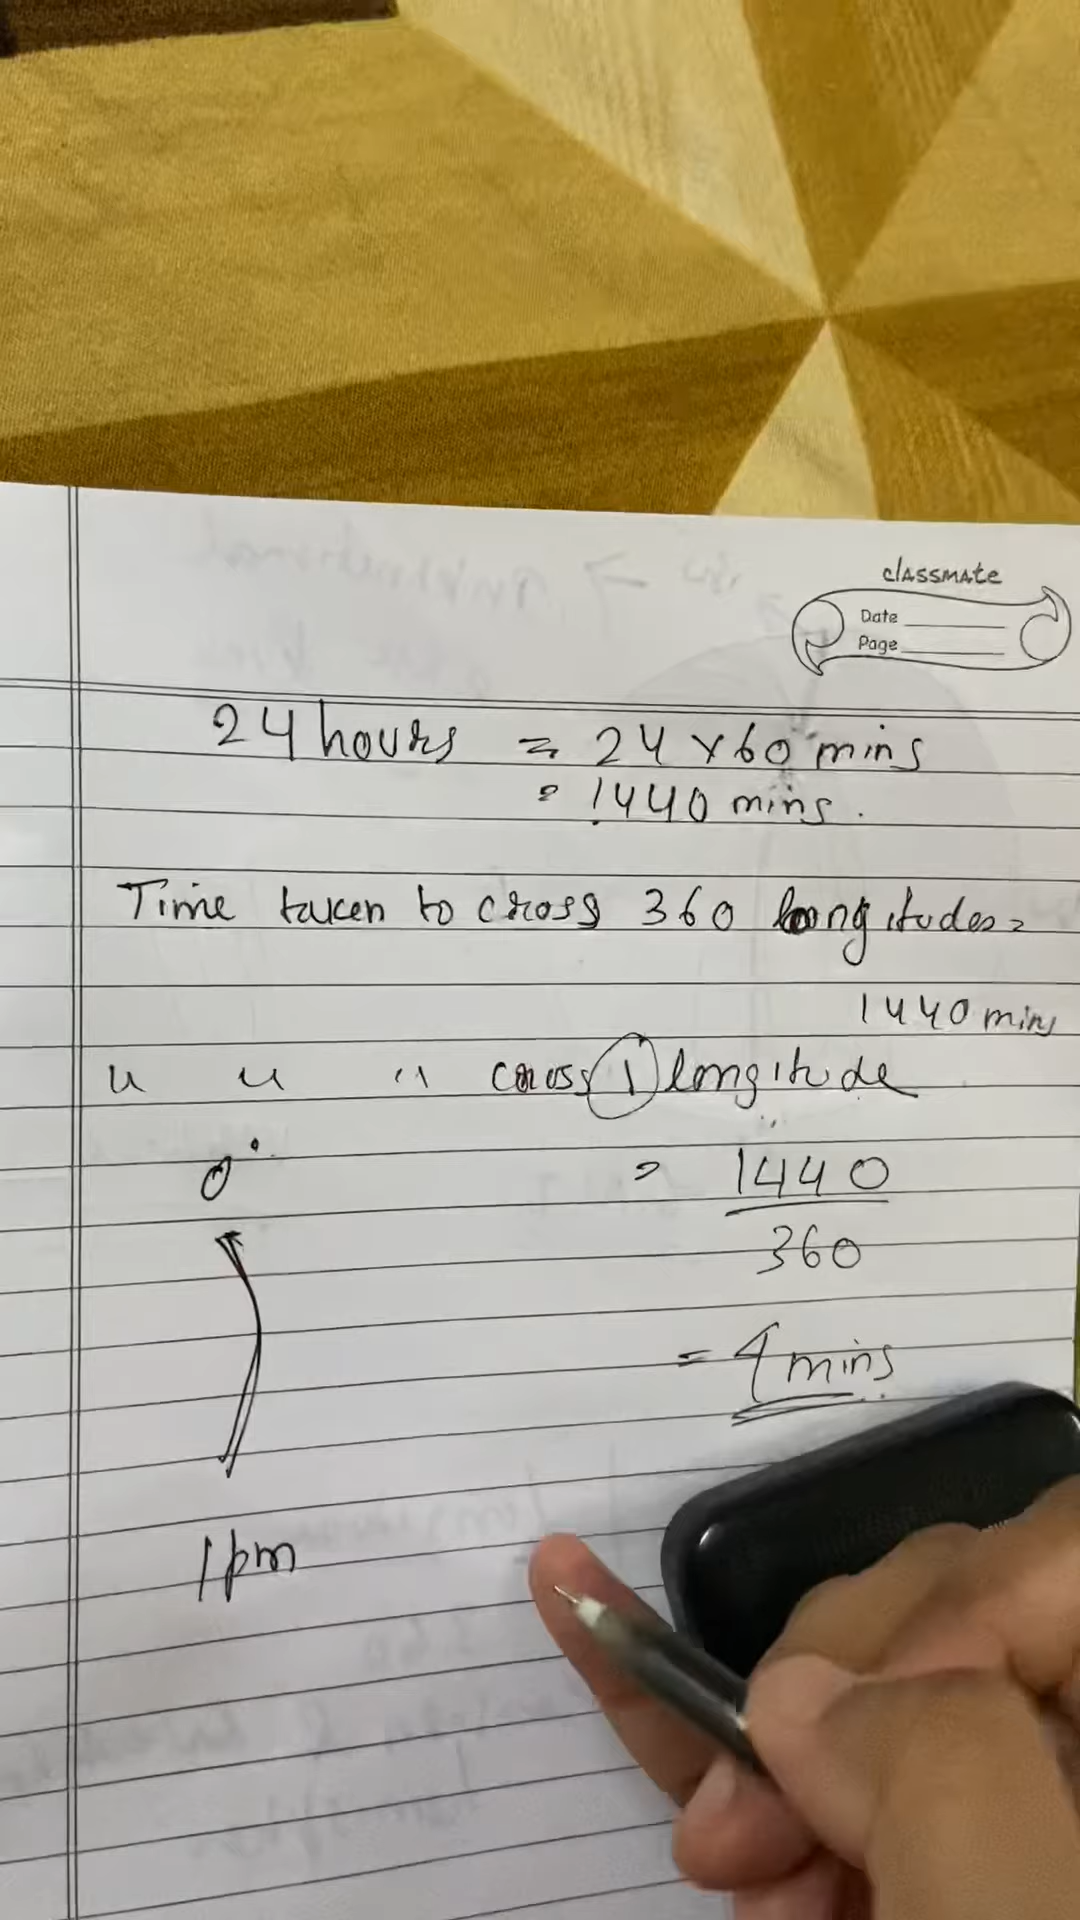 classmate
Date
Page
24 hours = 24 x 60 mins
= 1440 mins.
Time taken to cross 360 longitudes =
1440 mins
" " " cross 1 longitude
0°
= 1440
360
= 4 mins
1pm